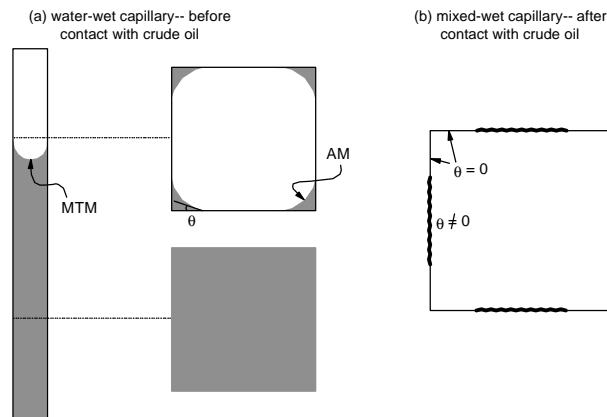 (a) water-wet capillary-- before
contact with crude oil
(b) mixed-wet capillary-- after
contact with crude oil
AM
MTM
θ
θ = 0
θ ≠ 0